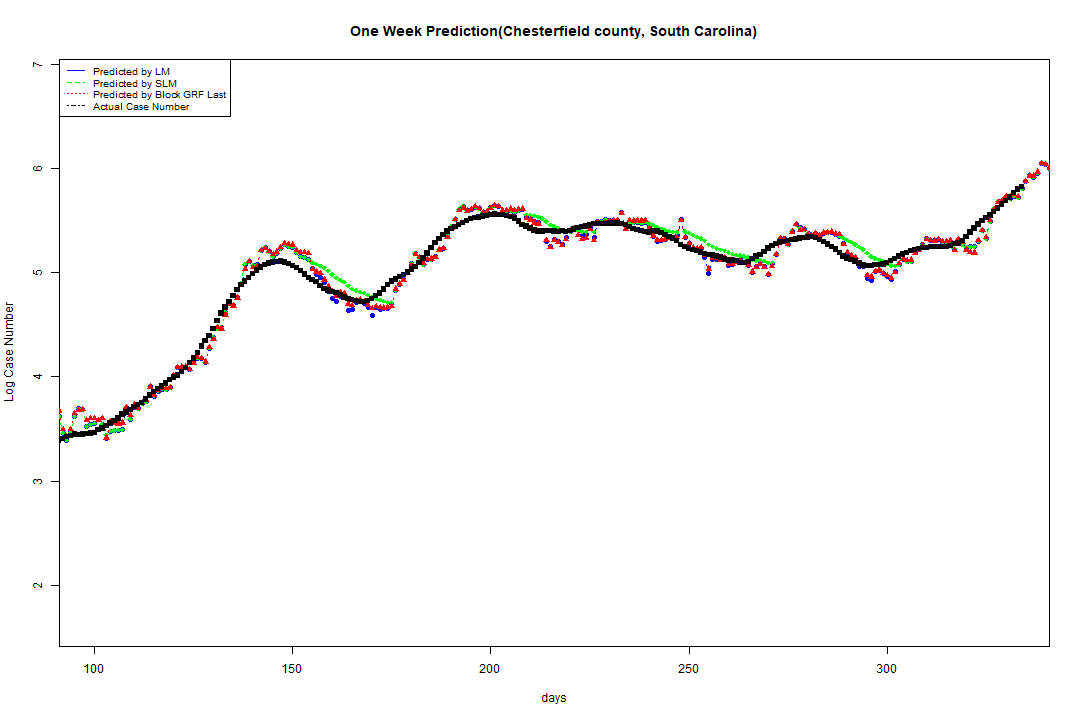 One Week Prediction(Chesterfield county, South Carolina)
7
Predicted by LM
Predicted by SLM
Predicted by Block GRF Last
Actual Case Number
6
5
4
3
2
Log Case Number
100 150 200 250 300
days